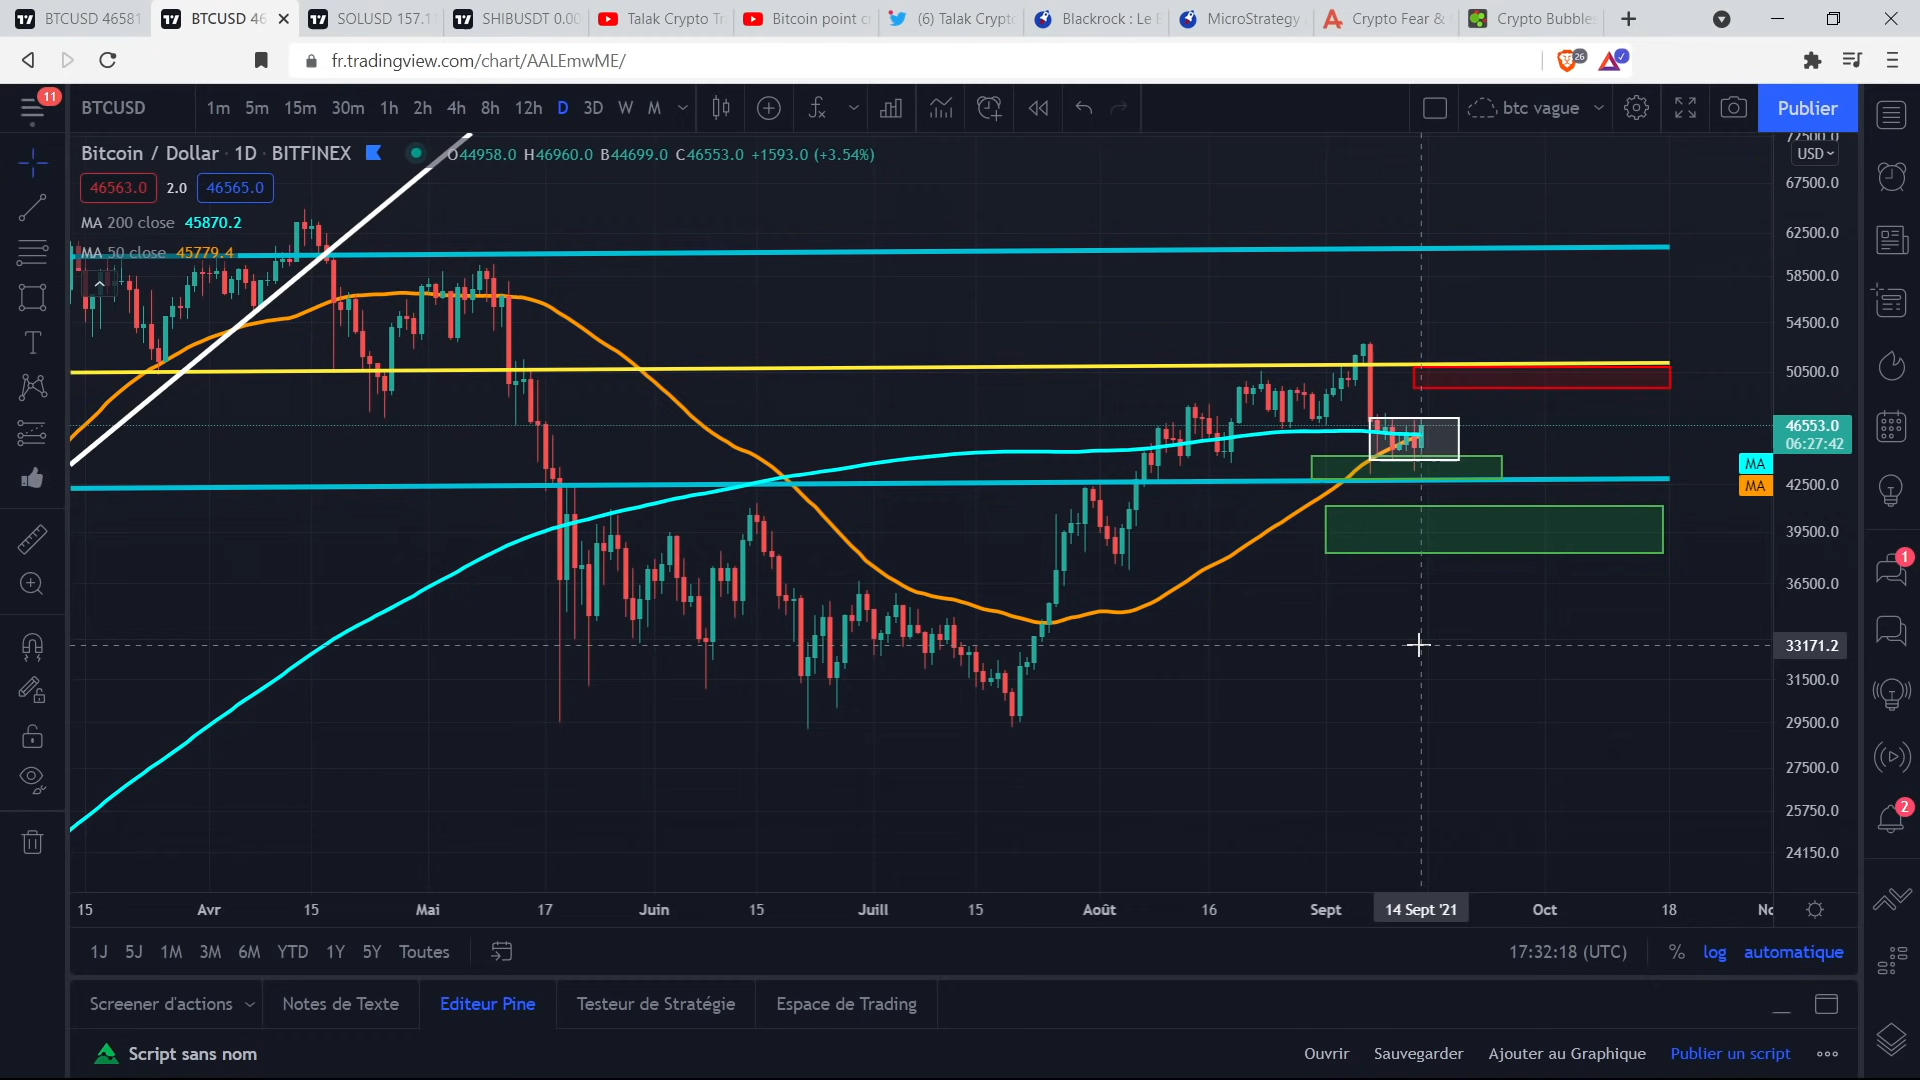 BTCUSD 46581
BTCUSD 46
SOLUSD 157.1
SHIBUSDT 0.00
Talak Crypto Tr
Bitcoin point c
(6) Talak Crypto
Blackrock : Le B
MicroStrategy
Crypto Fear &
Crypto Bubbles
fr.tradingview.com/chart/AALEmwME/
26
11
BTCUSD
1m 5m 15m 30m 1h 2h 4h 8h 12h D 3D W M
btc vague
Publier
Bitcoin / Dollar · 1D · BITFINEX
O44958.0 H46960.0 B44699.0 C46553.0 +1593.0 (+3.54%)
46563.0 2.0 46565.0
MA 200 close 45870.2
MA 50 close 45779.4
72500.0
USD
67500.0
62500.0
58500.0
54500.0
50500.0
46553.0
06:27:42
MA
MA
42500.0
39500.0
36500.0
33171.2
31500.0
29500.0
27500.0
25750.0
24150.0
1
2
15 Avr 15 Mai 17 Juin 15 Juill 15 Août 16 Sept 14 Sept '21 Oct 18
1J 5J 1M 3M 6M YTD 1Y 5Y Toutes
17:32:18 (UTC) % log automatique
Screener d'actions Notes de Texte Editeur Pine Testeur de Stratégie Espace de Trading
Script sans nom
Ouvrir Sauvegarder Ajouter au Graphique Publier un script